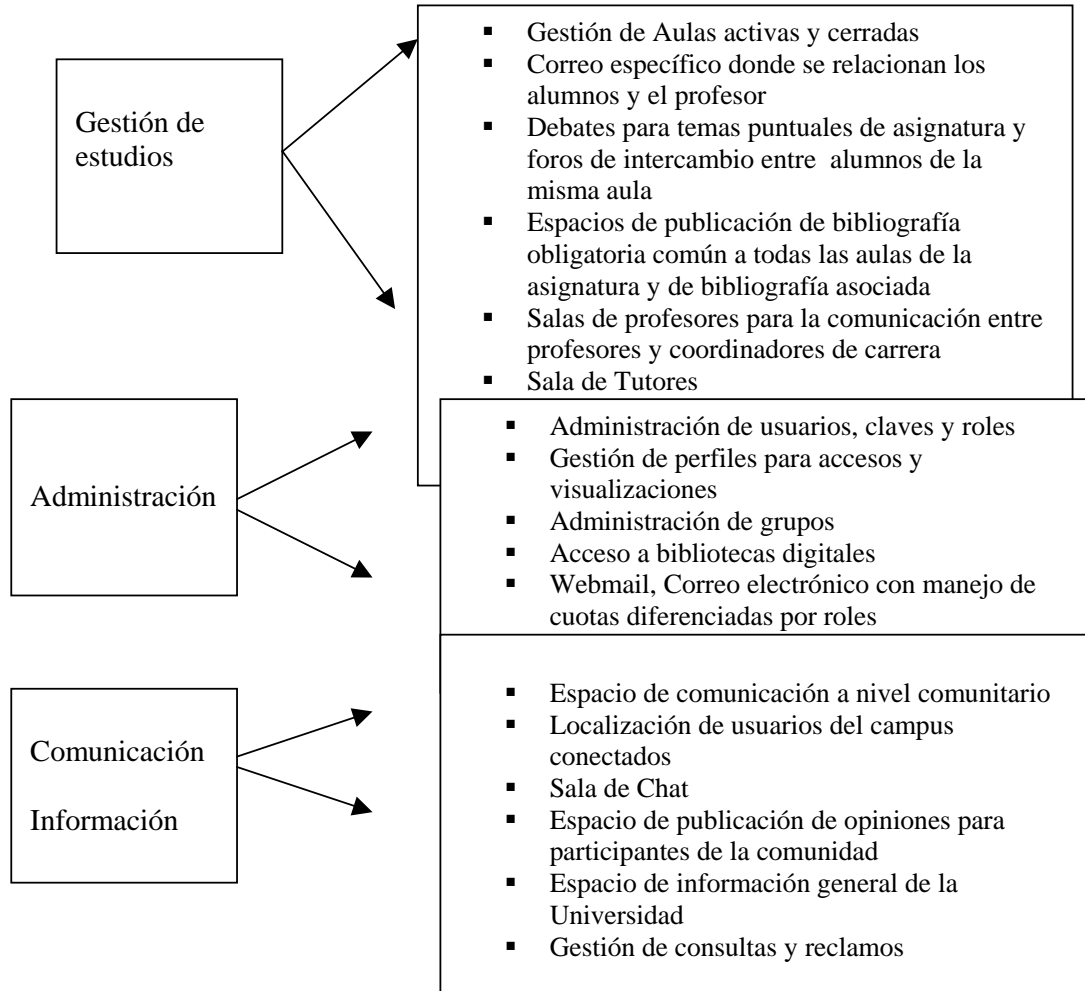 Gestión de
estudios
▪ Gestión de Aulas activas y cerradas
▪ Correo específico donde se relacionan los
alumnos y el profesor
▪ Debates para temas puntuales de asignatura y
foros de intercambio entre alumnos de la
misma aula
▪ Espacios de publicación de bibliografía
obligatoria común a todas las aulas de la
asignatura y de bibliografía asociada
▪ Salas de profesores para la comunicación entre
profesores y coordinadores de carrera
▪ Sala de Tutores
Administración
▪ Administración de usuarios, claves y roles
▪ Gestión de perfiles para accesos y
visualizaciones
▪ Administración de grupos
▪ Acceso a bibliotecas digitales
▪ Webmail, Correo electrónico con manejo de
cuotas diferenciadas por roles
Comunicación
Información
▪ Espacio de comunicación a nivel comunitario
▪ Localización de usuarios del campus
conectados
▪ Sala de Chat
▪ Espacio de publicación de opiniones para
participantes de la comunidad
▪ Espacio de información general de la
Universidad
▪ Gestión de consultas y reclamos